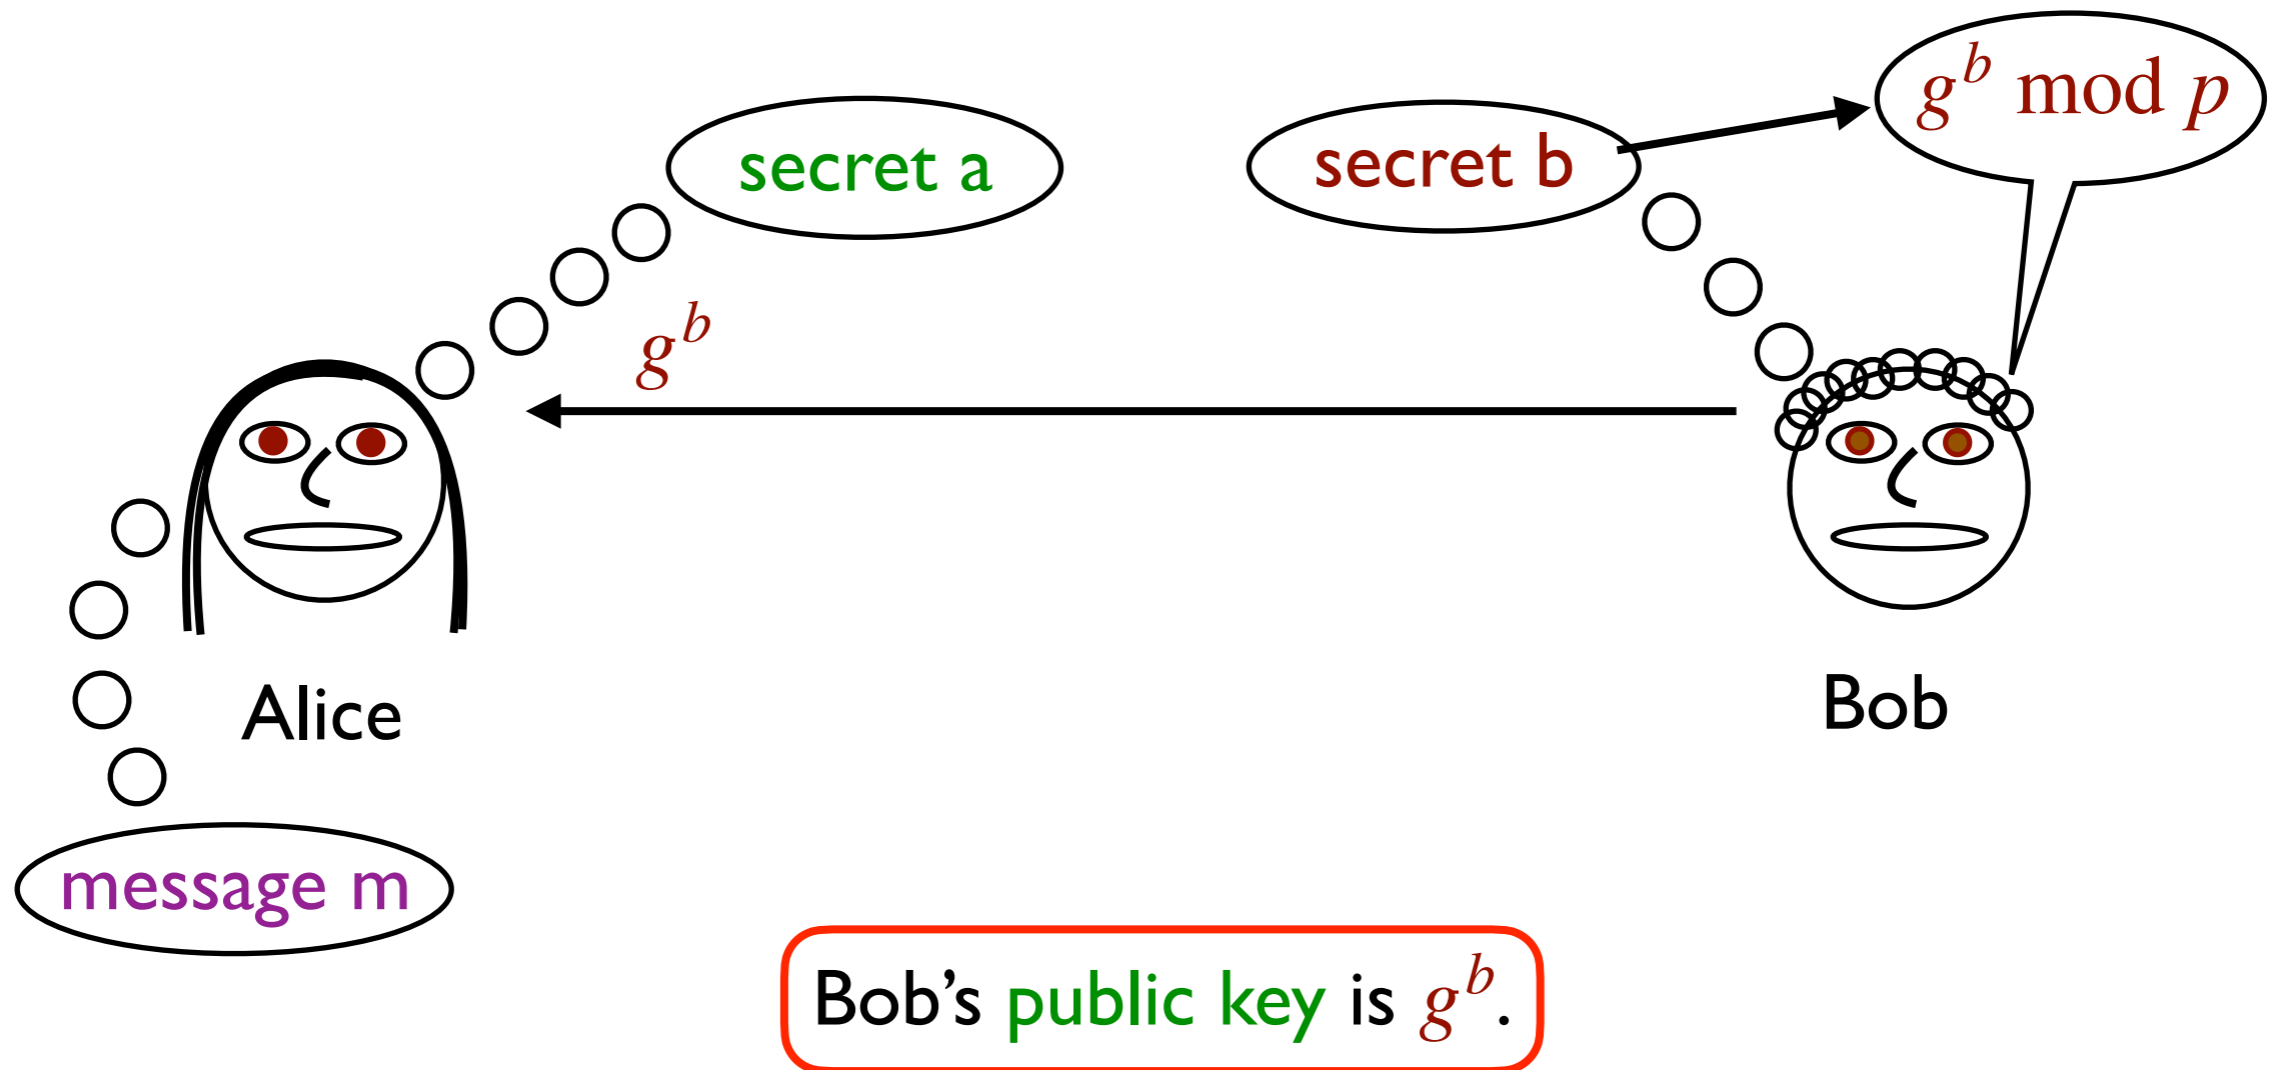 g^b mod p
secret a
secret b
g^b
Alice
Bob
message m
Bob’s public key is g^b.